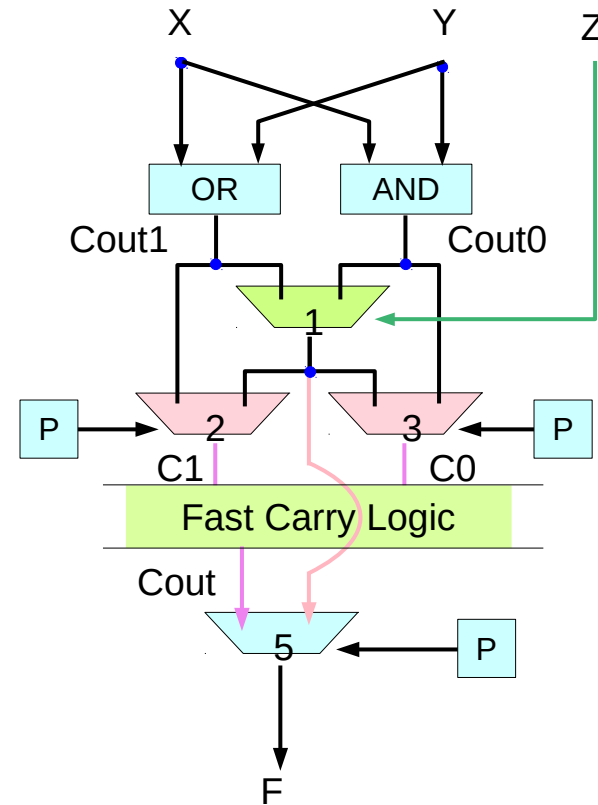 X Y Z
OR AND
Cout1 Cout0
1
P 2 3 P
C1 C0
Fast Carry Logic
Cout
5 P
F